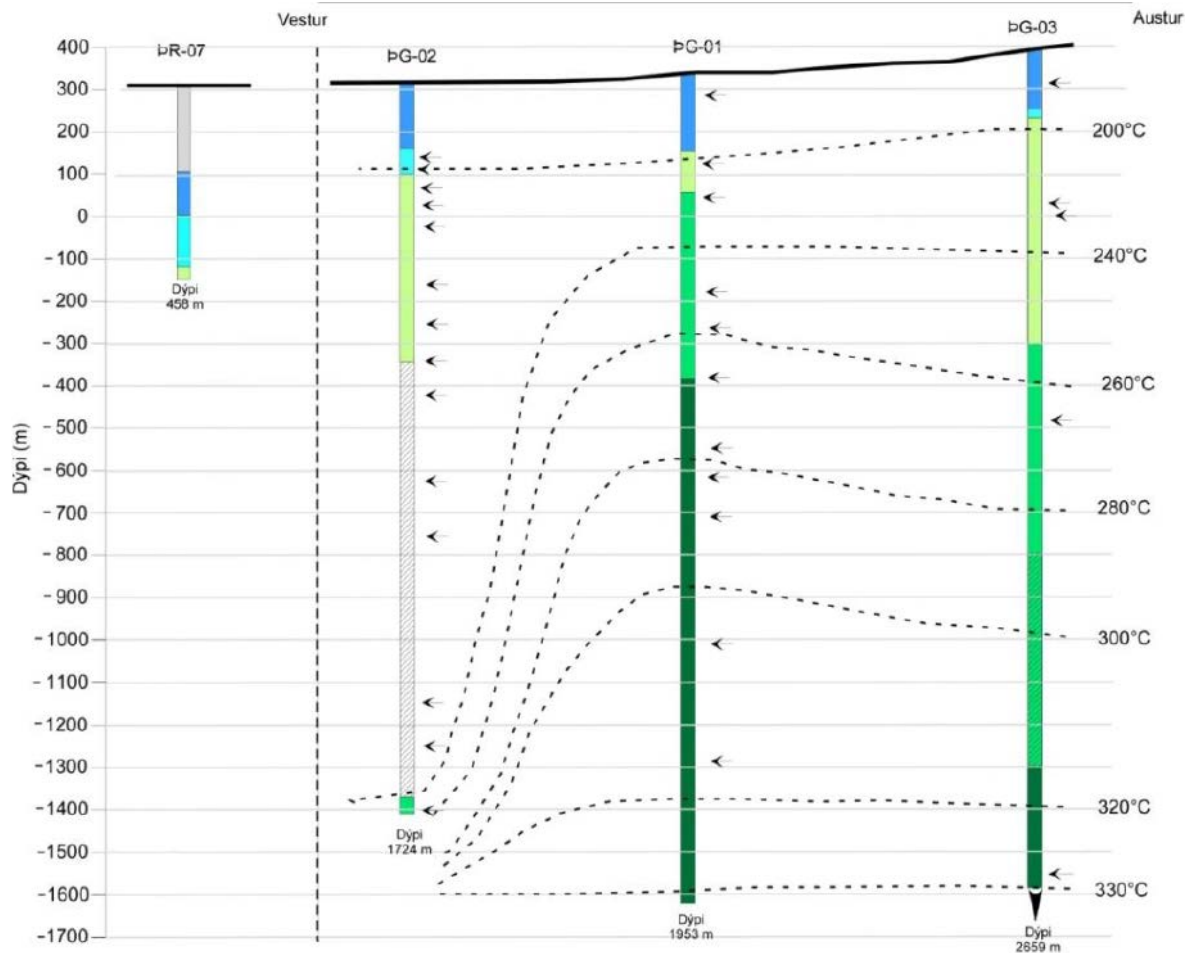 Vestur
Austur
ÞR-07
ÞG-02
ÞG-01
ÞG-03
400
300
200
100
0
-100
-200
-300
-400
-500
-600
-700
-800
-900
-1000
-1100
-1200
-1300
-1400
-1500
-1600
-1700
Dýpi (m)
200°C
240°C
260°C
280°C
300°C
320°C
330°C
Dýpi
458 m
Dýpi
1724 m
Dýpi
1953 m
Dýpi
2659 m